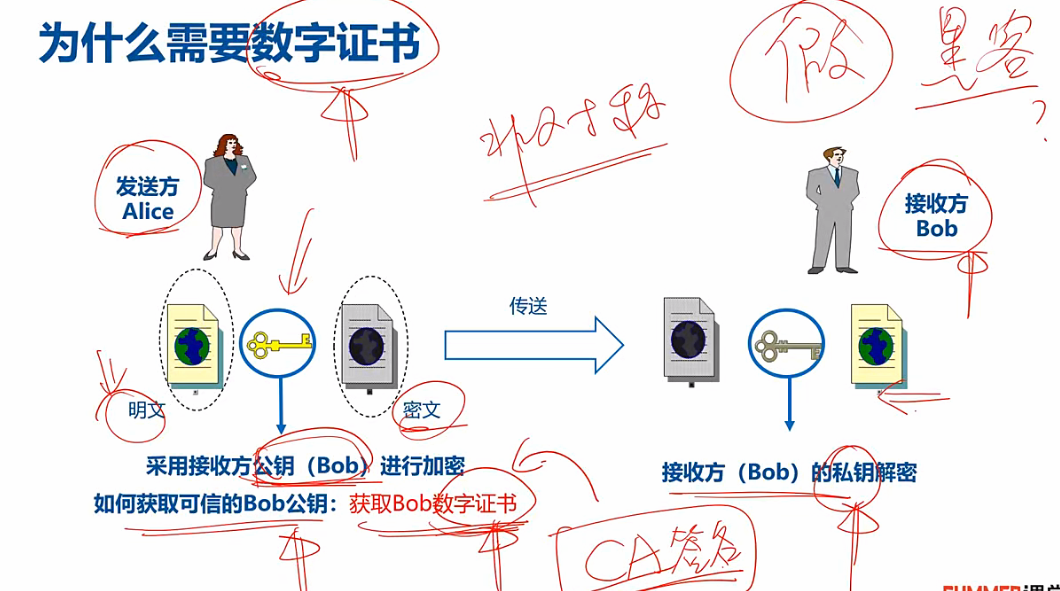 为什么需要数字证书
假
黑客
?
非对称
发送方
Alice
接收方
Bob
传送
明文
密文
采用接收方公钥（Bob）进行加密
接收方（Bob）的私钥解密
如何获取可信的Bob公钥：获取Bob数字证书
CA签名